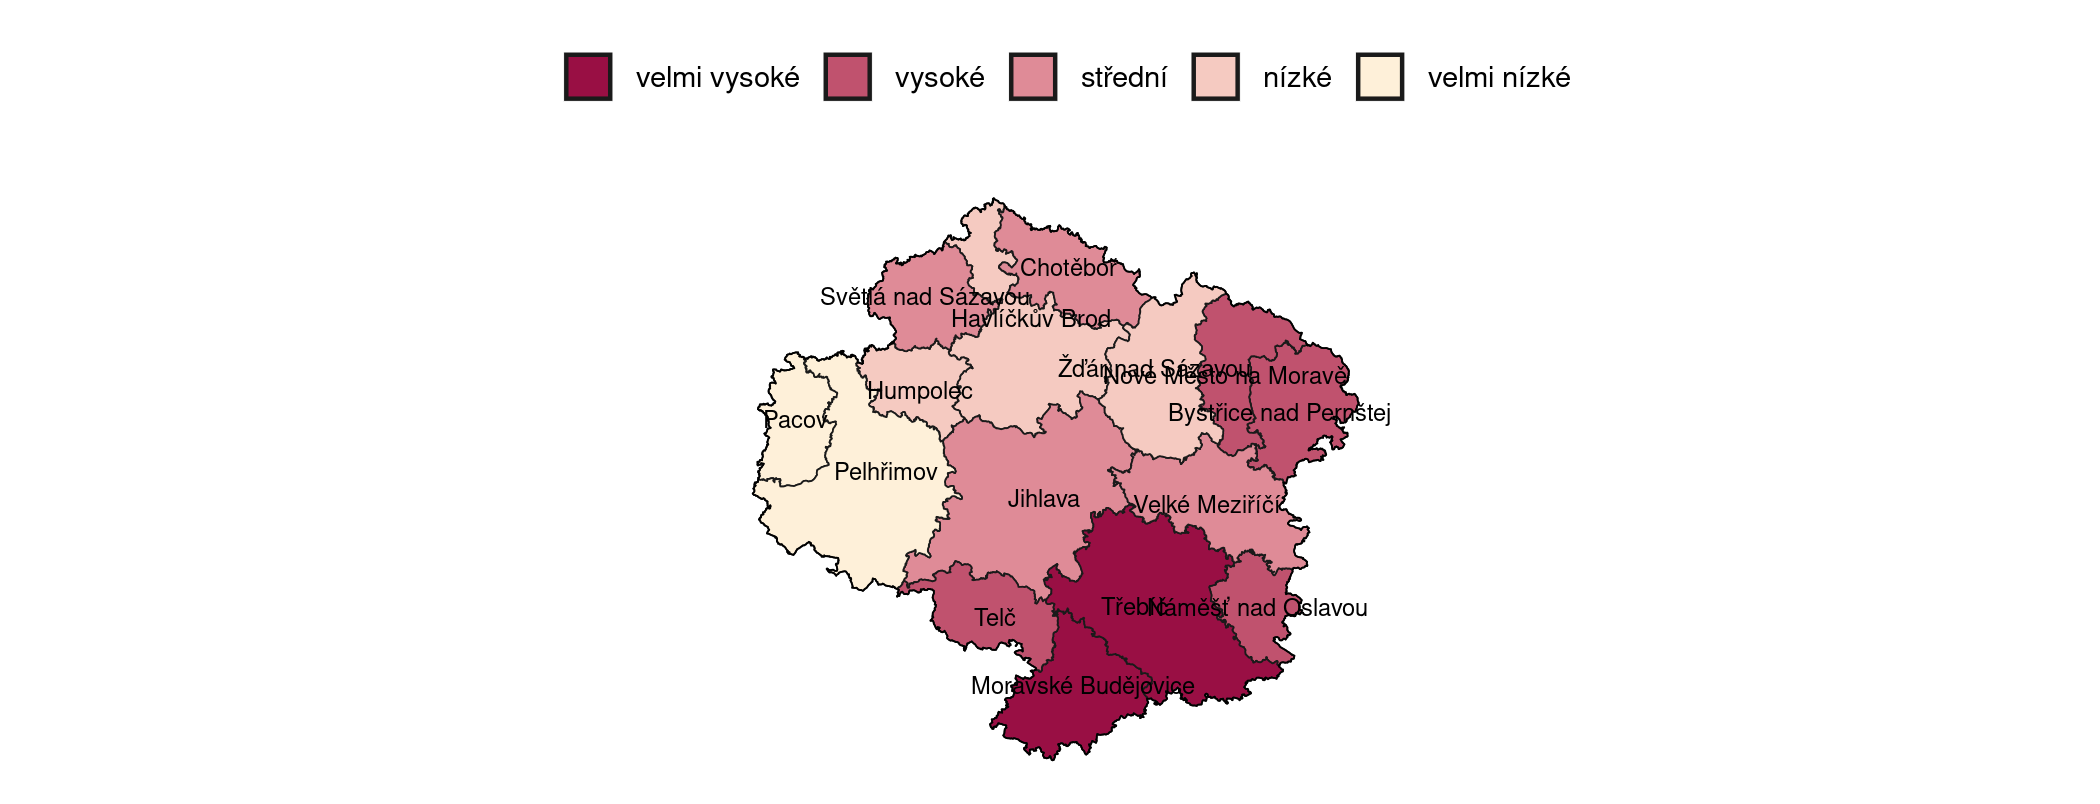 velmi vysoké
vysoké
střední
nízké
velmi nízké
Chotěboř
Světlá nad Sázavou
Havlíčkův Brod
Žďár nad Sázavou
Nové Město na Moravě
Humpolec
Bystřice nad Pernštej
Pacov
Pelhřimov
Jihlava
Velké Meziříčí
Třebíč
Náměšť nad Oslavou
Telč
Moravské Budějovice